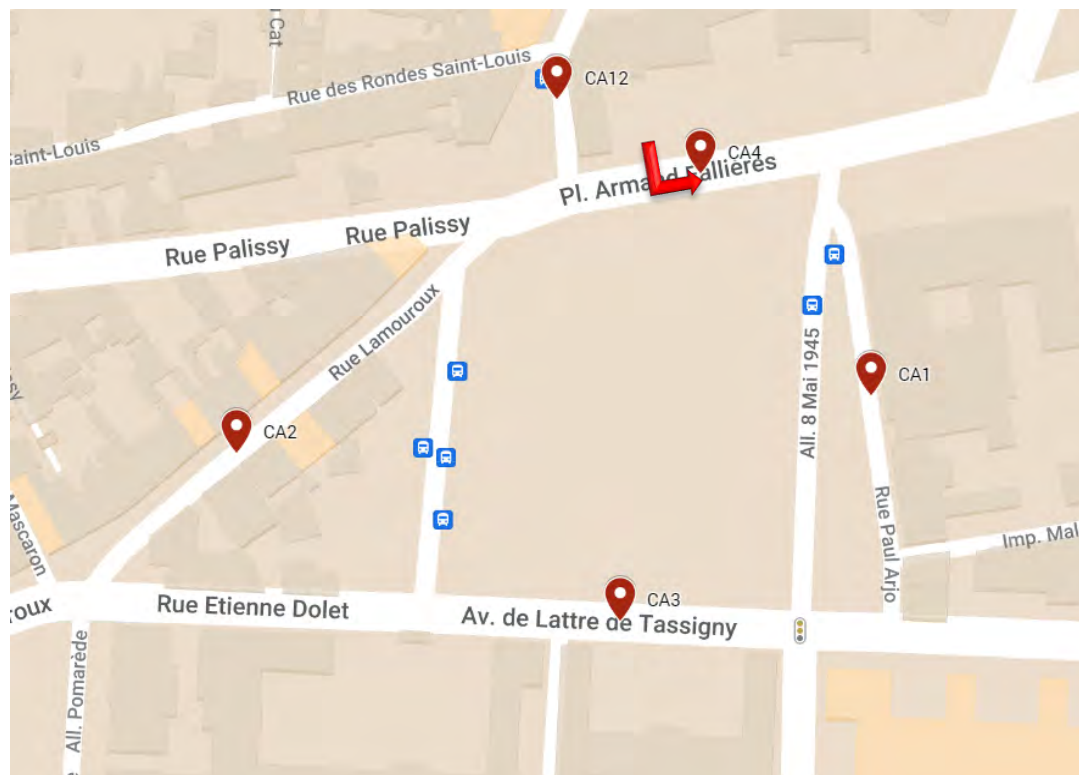 Cat
Rue des Rondes Saint-Louis
CA12
Saint-Louis
CA4
Pl. Armand Fallières
Rue Palissy
Rue Palissy
Rue Lamouroux
All. 8 Mai 1945
CA1
CA2
Mascaron
Rue Paul Arjo
Imp. Mal
CA3
roux
Rue Etienne Dolet
Av. de Lattre de Tassigny
All. Pomarède